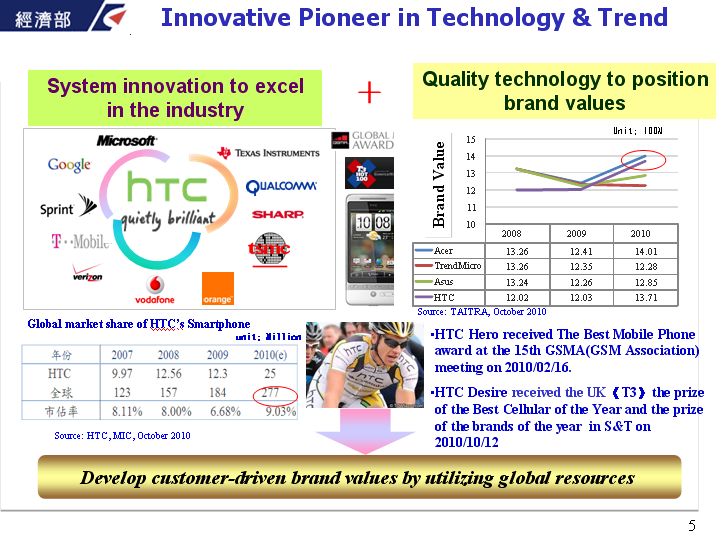 經濟部
Innovative Pioneer in Technology & Trend
System innovation to excel
in the industry
+
Quality technology to position
brand values
Microsoft
Google
TEXAS INSTRUMENTS
Sprint
QUALCOMM
hTC
quietly brilliant
SHARP
T··Mobile
tsmc
verizon
vodafone
orange
GLOBAL M
AWARD
T3
HOT
100
10 08
Unit; 100M
Brand Value
15
14
13
12
11
10
2008 2009 2010
Acer 13.26 12.41 14.01
TrendMicro 13.26 12.35 12.28
Asus 13.24 12.26 12.85
HTC 12.02 12.03 13.71
Source: TAITRA, October 2010
Global market share of HTC's Smartphone
unit; Million
年份 2007 2008 2009 2010(e)
HTC 9.97 12.56 12.3 25
全球 123 157 184 277
市佔率 8.11% 8.00% 6.68% 9.03%
Source: HTC, MIC, October 2010
hTC
•HTC Hero received The Best Mobile Phone
award at the 15th GSMA(GSM Association)
meeting on 2010/02/16.
•HTC Desire received the UK 《T3》 the prize
of the Best Cellular of the Year and the prize
of the brands of the year in S&T on
2010/10/12
Develop customer-driven brand values by utilizing global resources
5